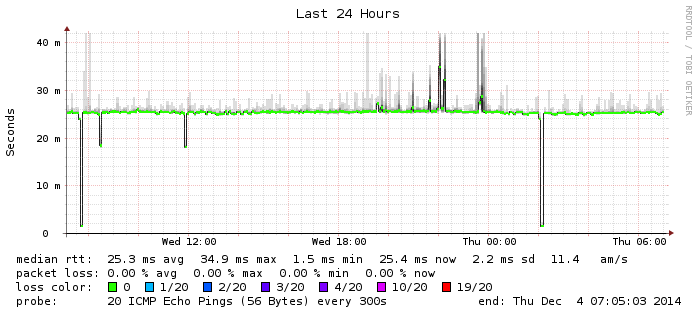 Last 24 Hours
RRDTOOL / TOBI OETIKER
Seconds
40 m
30 m
20 m
10 m
0
Wed 12:00 Wed 18:00 Thu 00:00 Thu 06:00
median rtt: 25.3 ms avg 34.9 ms max 1.5 ms min 25.4 ms now 2.2 ms sd 11.4 am/s
packet loss: 0.00 % avg 0.00 % max 0.00 % min 0.00 % now
loss color: 0 1/20 2/20 3/20 4/20 10/20 19/20
probe: 20 ICMP Echo Pings (56 Bytes) every 300s end: Thu Dec 4 07:05:03 2014